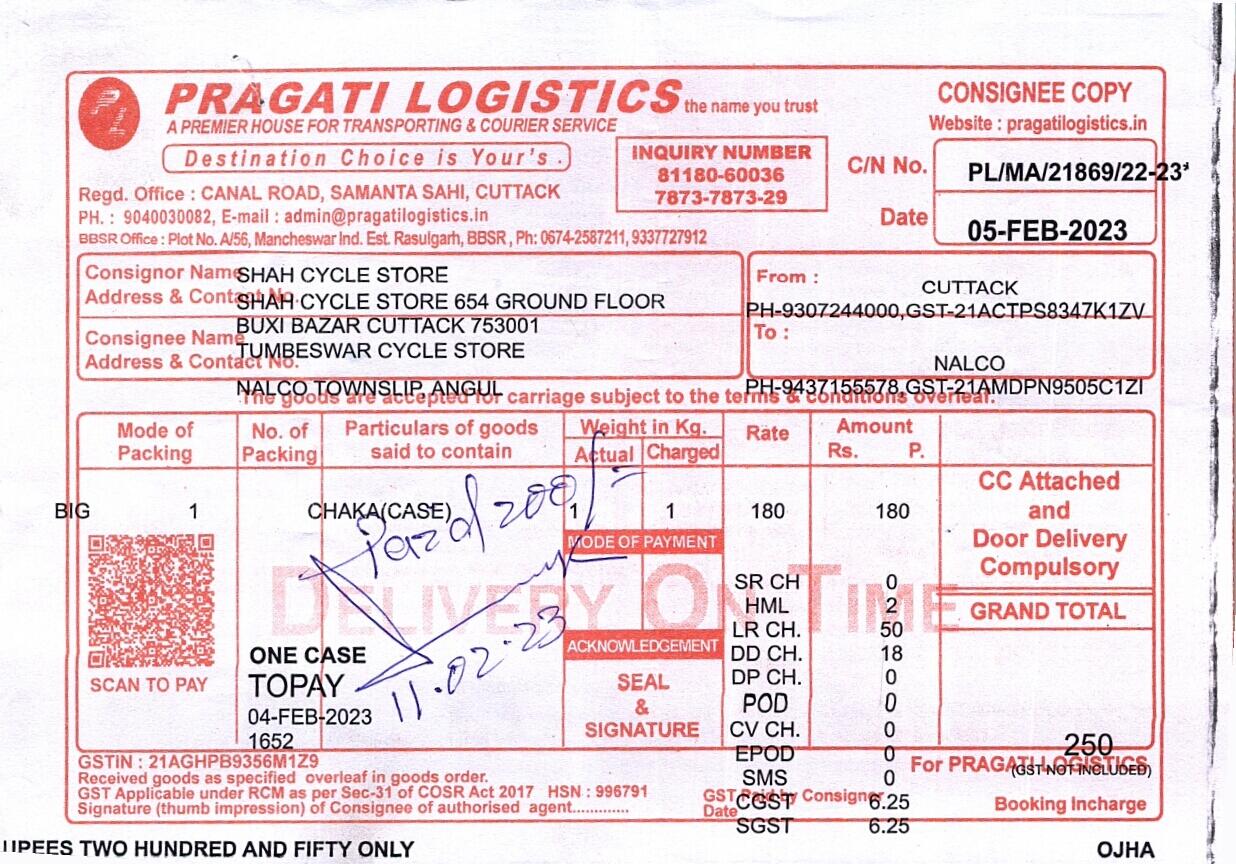 PRAGATI LOGISTICS the name you trust
A PREMIER HOUSE FOR TRANSPORTING & COURIER SERVICE
Destination Choice is Your's .
CONSIGNEE COPY
Website : pragatilogistics.in
INQUIRY NUMBER
81180-60036
7873-7873-29
C/N No. PL/MA/21869/22-23'
Date 05-FEB-2023
Regd. Office : CANAL ROAD, SAMANTA SAHI, CUTTACK
PH. : 9040030082, E-mail : admin@pragatilogistics.in
BBSR Office : Plot No. A/56, Mancheswar Ind. Est. Rasulgarh, BBSR , Ph: 0674-2587211, 9337727912
Consignor Name SHAH CYCLE STORE
Address & Contact No. SHAH CYCLE STORE 654 GROUND FLOOR
BUXI BAZAR CUTTACK 753001
Consignee Name TUMBESWAR CYCLE STORE
Address & Contact No.
NALCO TOWNSLIP, ANGUL
From : CUTTACK
PH-9307244000,GST-21ACTPS8347K1ZV
To :
NALCO
PH-9437155578,GST-21AMDPN9505C1ZI
The goods are accepted for carriage subject to the terms & conditions overleaf.
Mode of Packing No. of Packing Particulars of goods said to contain Weight in Kg. Actual Charged Rate Amount Rs. P.
BIG 1 CHAKA(CASE) 1 1 180 180
CC Attached
and
Door Delivery
Compulsory
GRAND TOTAL
200/=
11.02.23
MODE OF PAYMENT
DELIVERY ON TIME
ACKNOWLEDGEMENT
SEAL
&
SIGNATURE
SR CH 0
HML 2
LR CH. 50
DD CH. 18
DP CH. 0
POD 0
CV CH. 0
EPOD 0
SMS 0
CGST 6.25
SGST 6.25
SCAN TO PAY
ONE CASE
TOPAY
04-FEB-2023
1652
250
(GST NOT INCLUDED)
For PRAGATI LOGISTICS
Booking Incharge
GSTIN : 21AGHPB9356M1Z9
Received goods as specified overleaf in goods order.
GST Applicable under RCM as per Sec-31 of COSR Act 2017 HSN : 996791
Signature (thumb impression) of Consignee of authorised agent.............
GST Paid by Consignor
Date
UPEES TWO HUNDRED AND FIFTY ONLY
OJHA